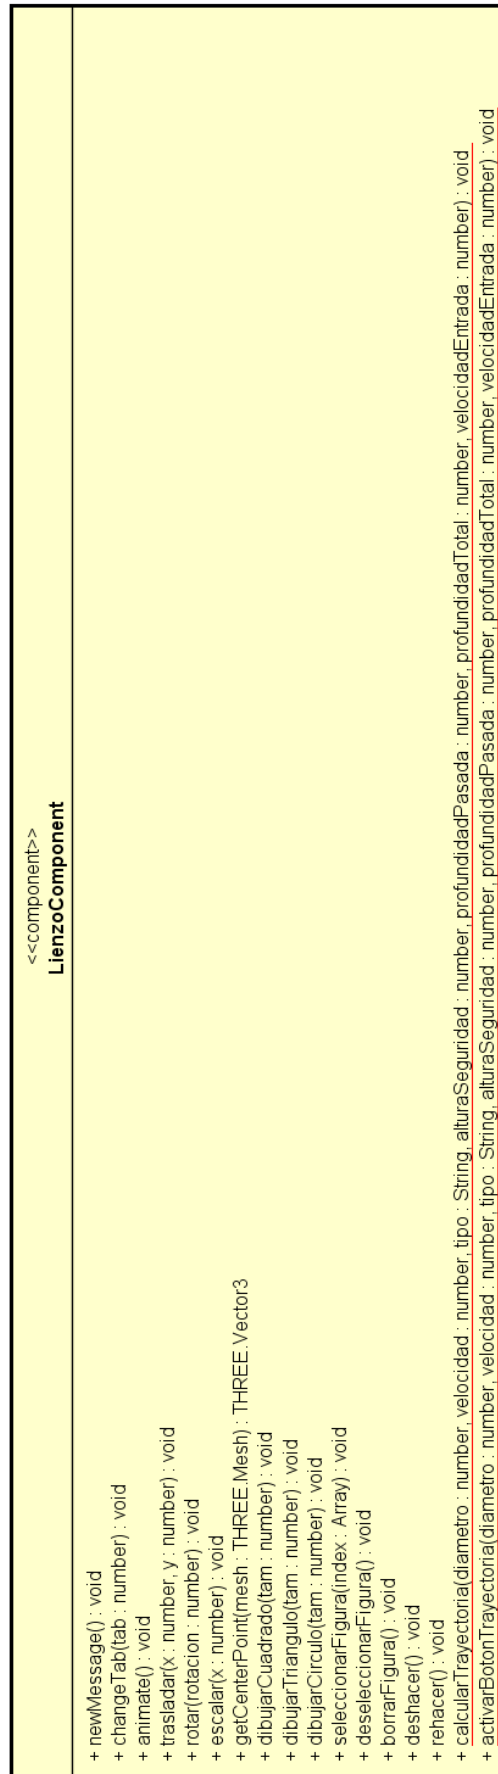 <<component>>
LienzoComponent
+ newMessage() : void
+ changeTab(tab : number) : void
+ animate() : void
+ trasladar(x : number, y : number) : void
+ rotar(rotacion : number) : void
+ escalar(x : number) : void
+ getCenterPoint(mesh : THREE.Mesh) : THREE.Vector3
+ dibujarCuadrado(tam : number) : void
+ dibujarTriangulo(tam : number) : void
+ dibujarCirculo(tam : number) : void
+ seleccionarFigura(index : Array) : void
+ deseleccionarFigura() : void
+ borrarFigura() : void
+ deshacer() : void
+ rehacer() : void
+ calcularTrayectoria(diametro : number, velocidad : number, tipo : String, alturaSeguridad : number, profundidadPasada : number, profundidadTotal : number, velocidadEntrada : number) : void
+ activarBotonTrayectoria(diametro : number, velocidad : number, tipo : String, alturaSeguridad : number, profundidadPasada : number, profundidadTotal : number, velocidadEntrada : number) : void